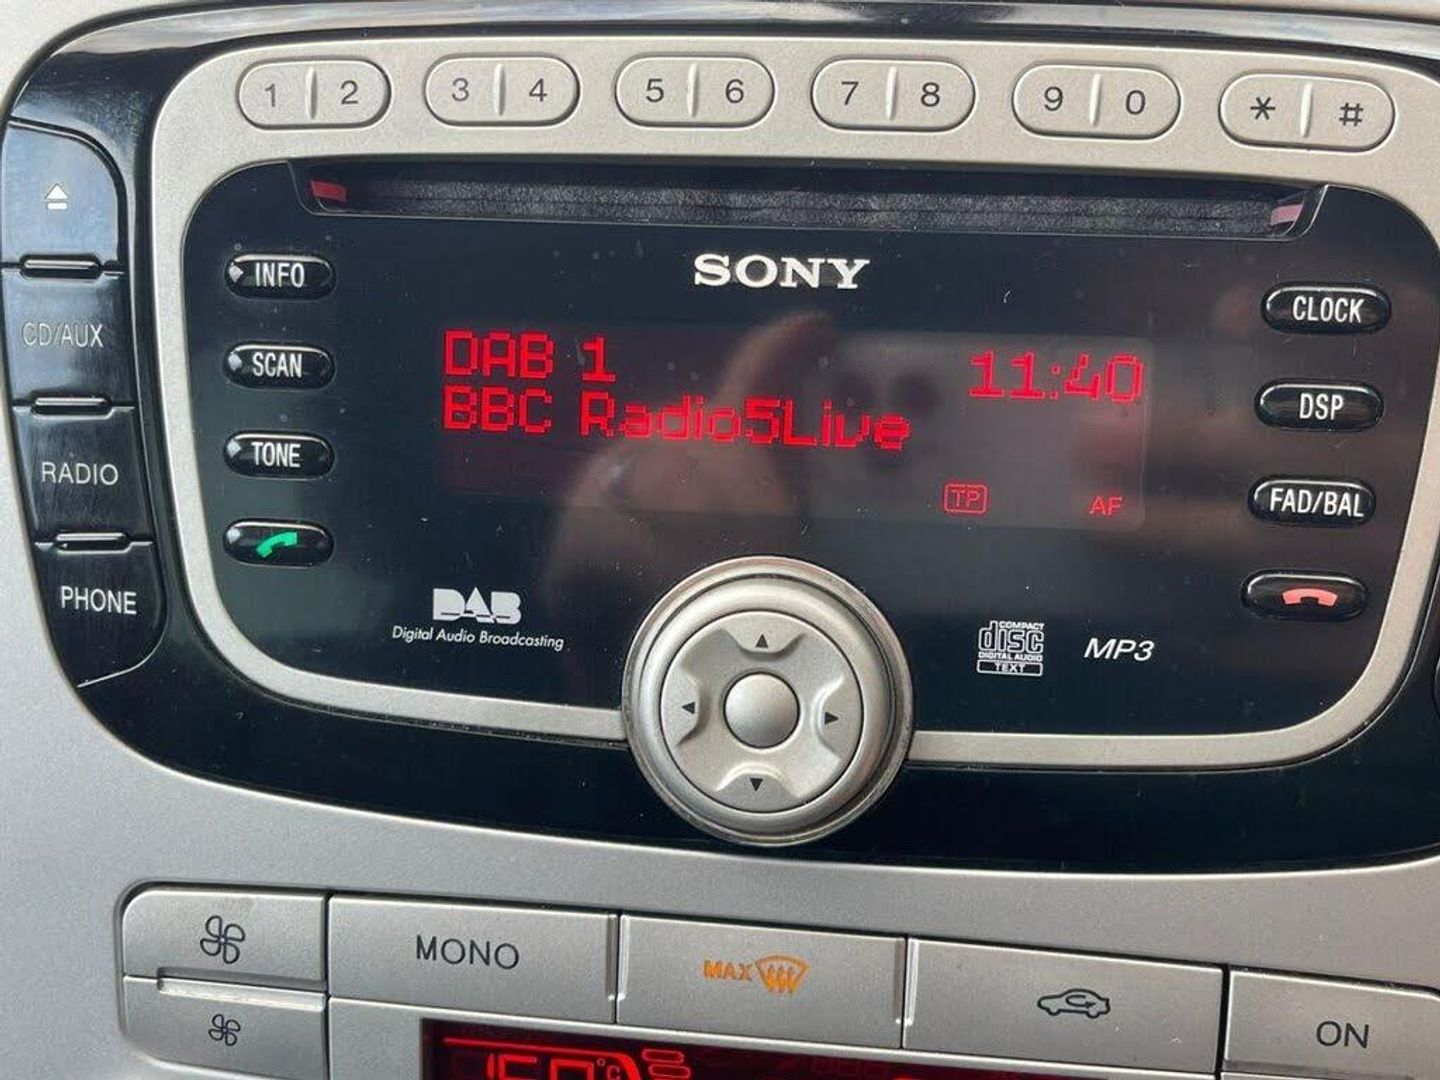 1 2 3 4 5 6 7 8 9 0 * #
SONY
INFO
CLOCK
CD/AUX
SCAN
DAB 1 11:40
BBC Radio5Live
DSP
TONE
RADIO
TP AF
FAD/BAL
PHONE
DAB
Digital Audio Broadcasting
COMPACT
disc
DIGITAL AUDIO
TEXT
MP3
MONO
MAX
ON